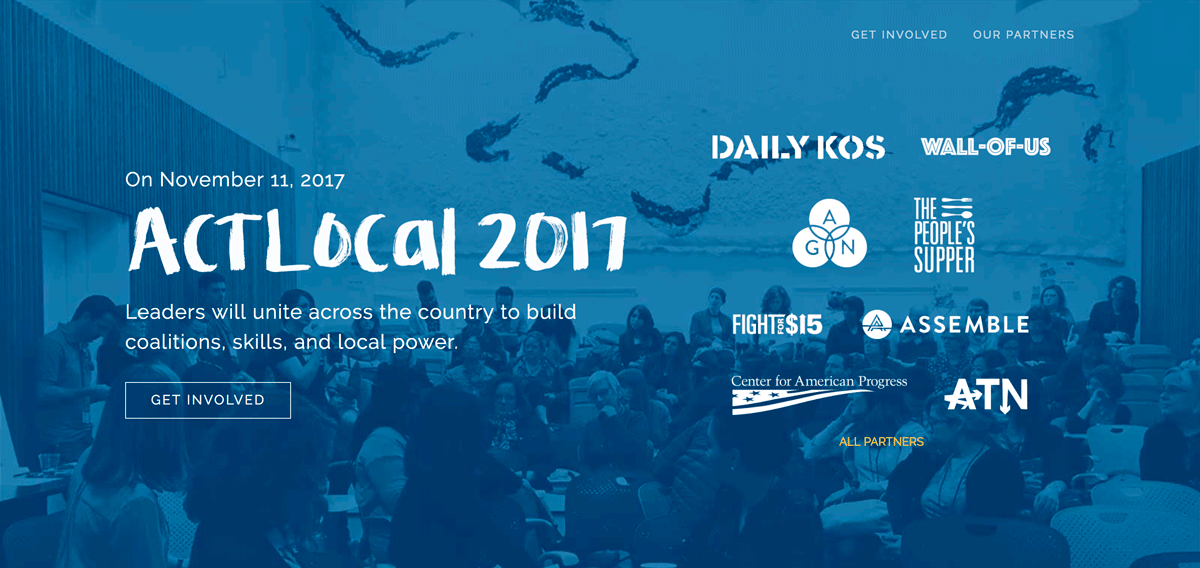 GET INVOLVED OUR PARTNERS
On November 11, 2017
ActLocal 2017
Leaders will unite across the country to build
coalitions, skills, and local power.
GET INVOLVED
DAILY KOS WALL-OF-US
A
G N
THE
PEOPLE'S
SUPPER
FIGHT FOR $15
ASSEMBLE
Center for American Progress
ATN
ALL PARTNERS